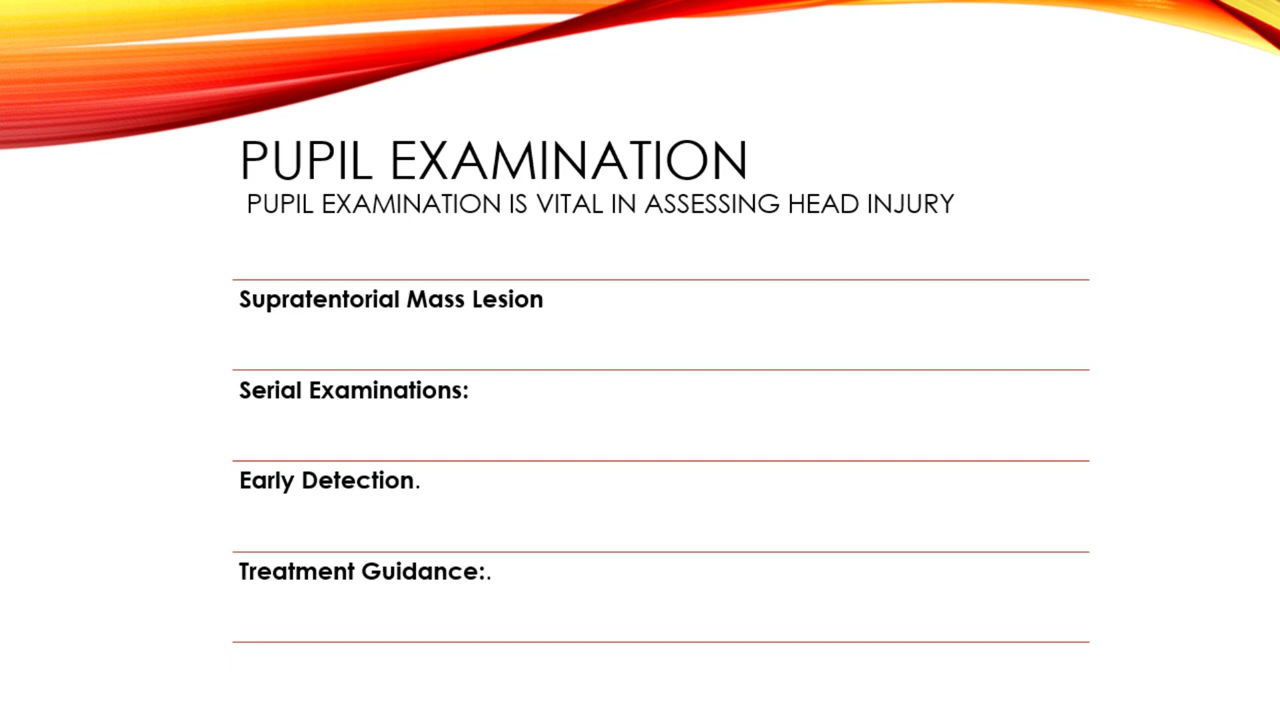 PUPIL EXAMINATION
PUPIL EXAMINATION IS VITAL IN ASSESSING HEAD INJURY
Supratentorial Mass Lesion
Serial Examinations:
Early Detection.
Treatment Guidance:.